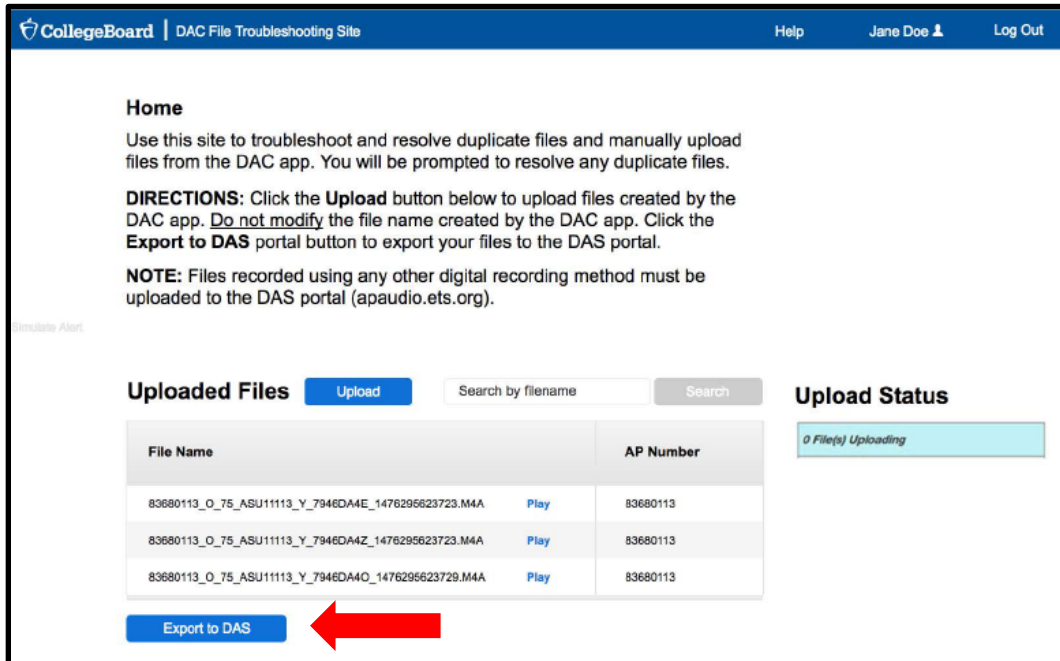 CollegeBoard | DAC File Troubleshooting Site Help Jane Doe Log Out
Home
Use this site to troubleshoot and resolve duplicate files and manually upload
files from the DAC app. You will be prompted to resolve any duplicate files.
DIRECTIONS: Click the Upload button below to upload files created by the
DAC app. Do not modify the file name created by the DAC app. Click the
Export to DAS portal button to export your files to the DAS portal.
NOTE: Files recorded using any other digital recording method must be
uploaded to the DAS portal (apaudio.ets.org).
Simulate Alert
Uploaded Files Upload Search by filename Search Upload Status
0 File(s) Uploading
File Name AP Number
83680113_O_75_ASU11113_Y_7946DA4E_1476295623723.M4A Play 83680113
83680113_O_75_ASU11113_Y_7946DA4Z_1476295623723.M4A Play 83680113
83680113_O_75_ASU11113_Y_7946DA4O_1476295623729.M4A Play 83680113
Export to DAS